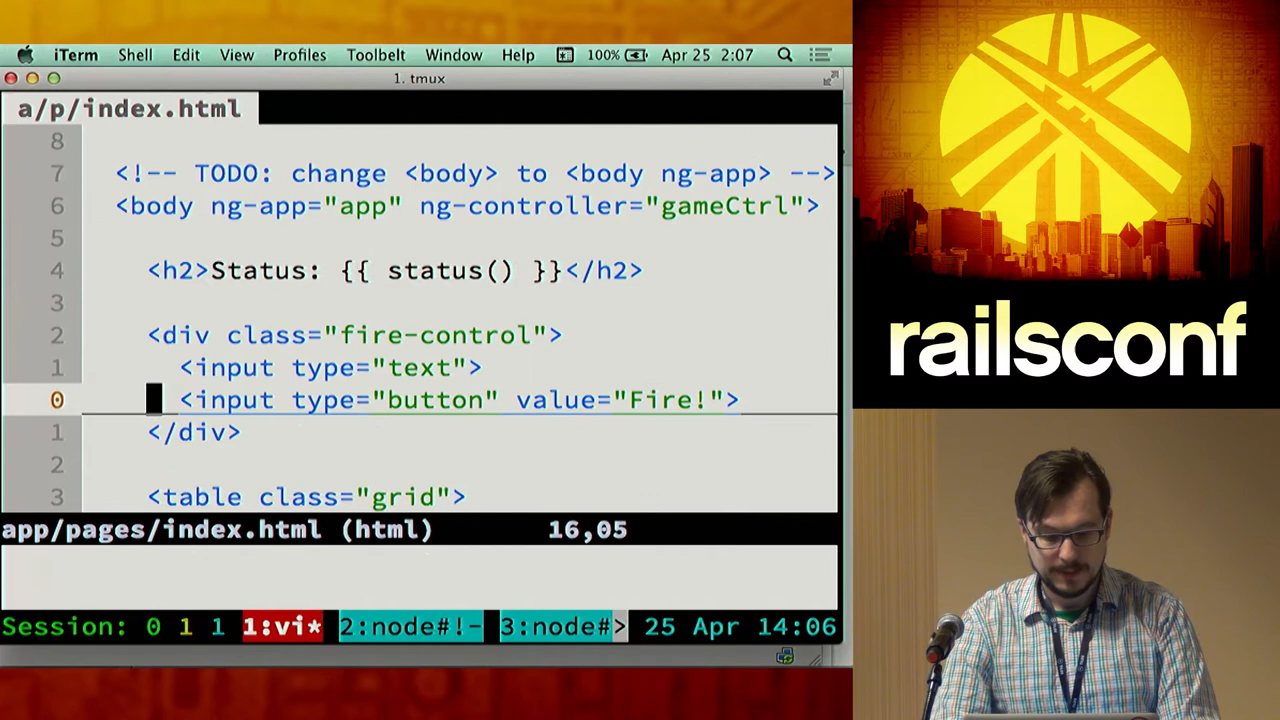 iTerm Shell Edit View Profiles Toolbelt Window Help 100% Apr 25 2:07
1. tmux
a/p/index.html
8
7 <!-- TODO: change <body> to <body ng-app> -->
6 <body ng-app="app" ng-controller="gameCtrl">
5
4 <h2>Status: {{ status() }}</h2>
3
2 <div class="fire-control">
1 <input type="text">
0 <input type="button" value="Fire!">
1 </div>
2
3 <table class="grid">
app/pages/index.html (html) 16,05
Session: 0 1 1 1:vi* 2:node#!- 3:node#> 25 Apr 14:06
railsconf